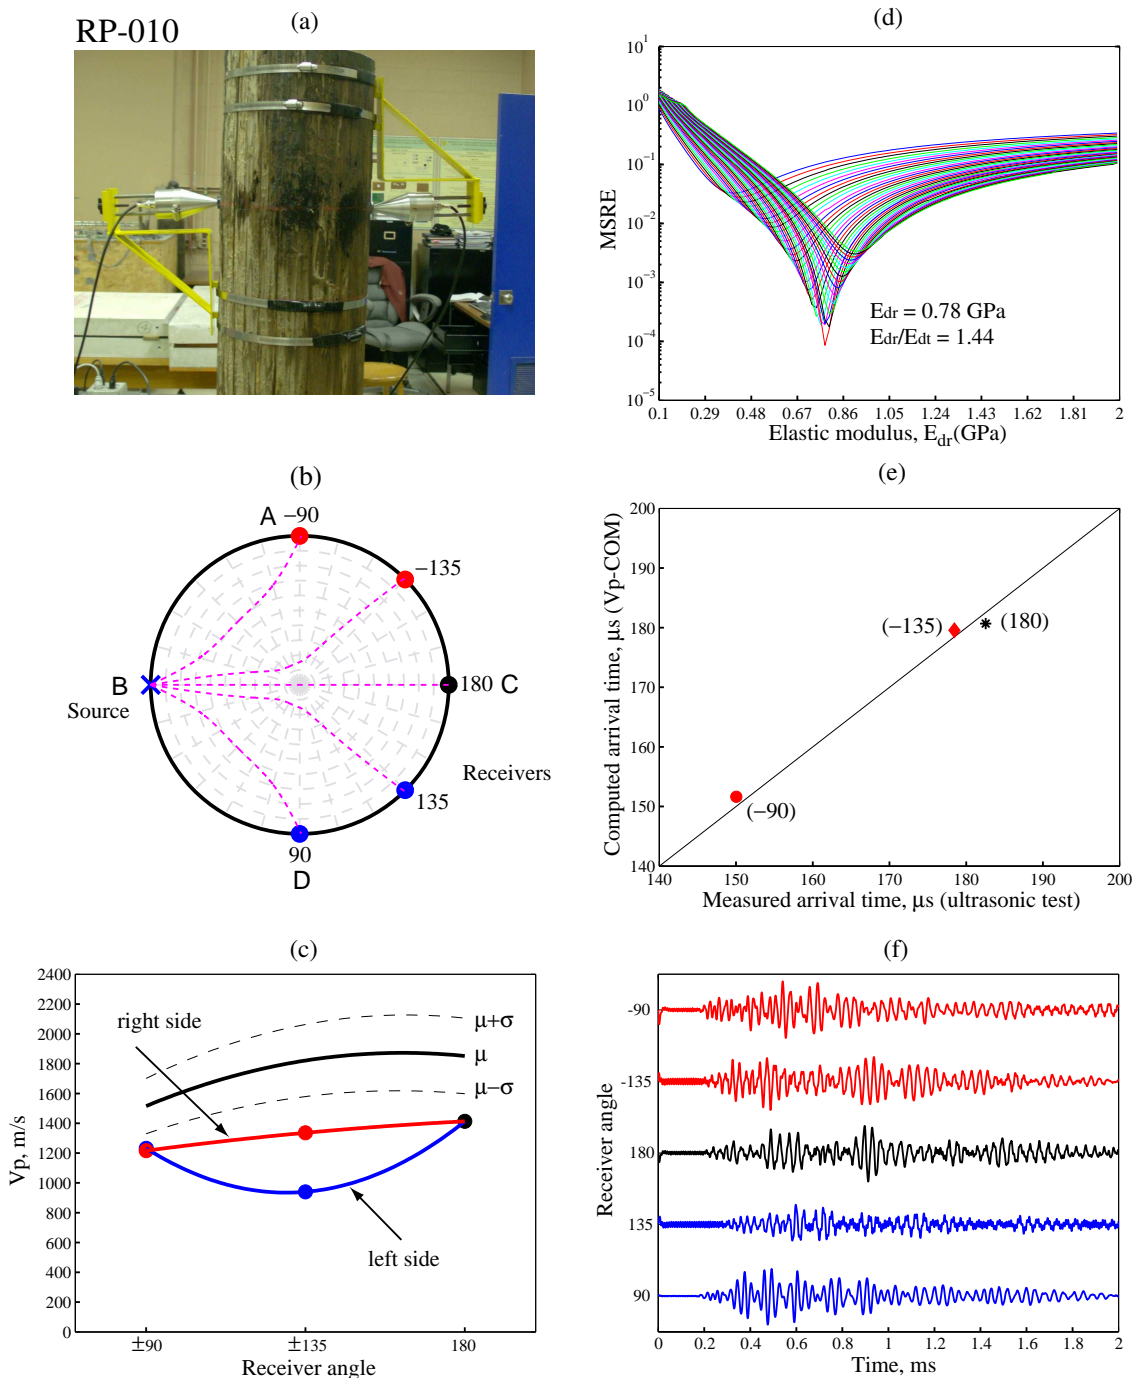 RP-010
(a)
(b)
A
−90
−135
B
Source
180 C
Receivers
135
90
D
(c)
2400
2200
2000
1800
1600
1400
1200
1000
800
600
400
200
0
Vp, m/s
right side
μ+σ
μ
μ−σ
left side
±90
±135
180
Receiver angle
(d)
10^1
10^0
10^-1
10^-2
10^-3
10^-4
10^-5
MSRE
Edr = 0.78 GPa
Edr/Edt = 1.44
0.1 0.29 0.48 0.67 0.86 1.05 1.24 1.43 1.62 1.81 2
Elastic modulus, Edr(GPa)
(e)
200
190
180
170
160
150
140
Computed arrival time, μs (Vp-COM)
(−135)
(180)
(−90)
140 150 160 170 180 190 200
Measured arrival time, μs (ultrasonic test)
(f)
-90
-135
180
135
90
Receiver angle
0 0.2 0.4 0.6 0.8 1 1.2 1.4 1.6 1.8 2
Time, ms